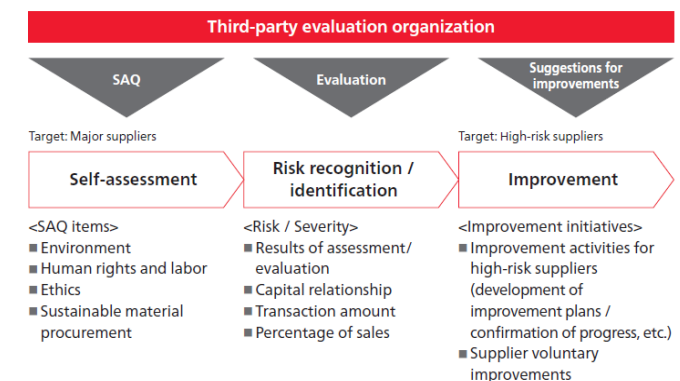 Third-party evaluation organization
SAQ
Evaluation
Suggestions for
improvements
Target: Major suppliers
Target: High-risk suppliers
Self-assessment
Risk recognition /
identification
Improvement
<SAQ items>
■ Environment
■ Human rights and labor
■ Ethics
■ Sustainable material
procurement
<Risk / Severity>
■ Results of assessment/
evaluation
■ Capital relationship
■ Transaction amount
■ Percentage of sales
<Improvement initiatives>
■ Improvement activities for
high-risk suppliers
(development of
improvement plans /
confirmation of progress, etc.)
■ Supplier voluntary
improvements